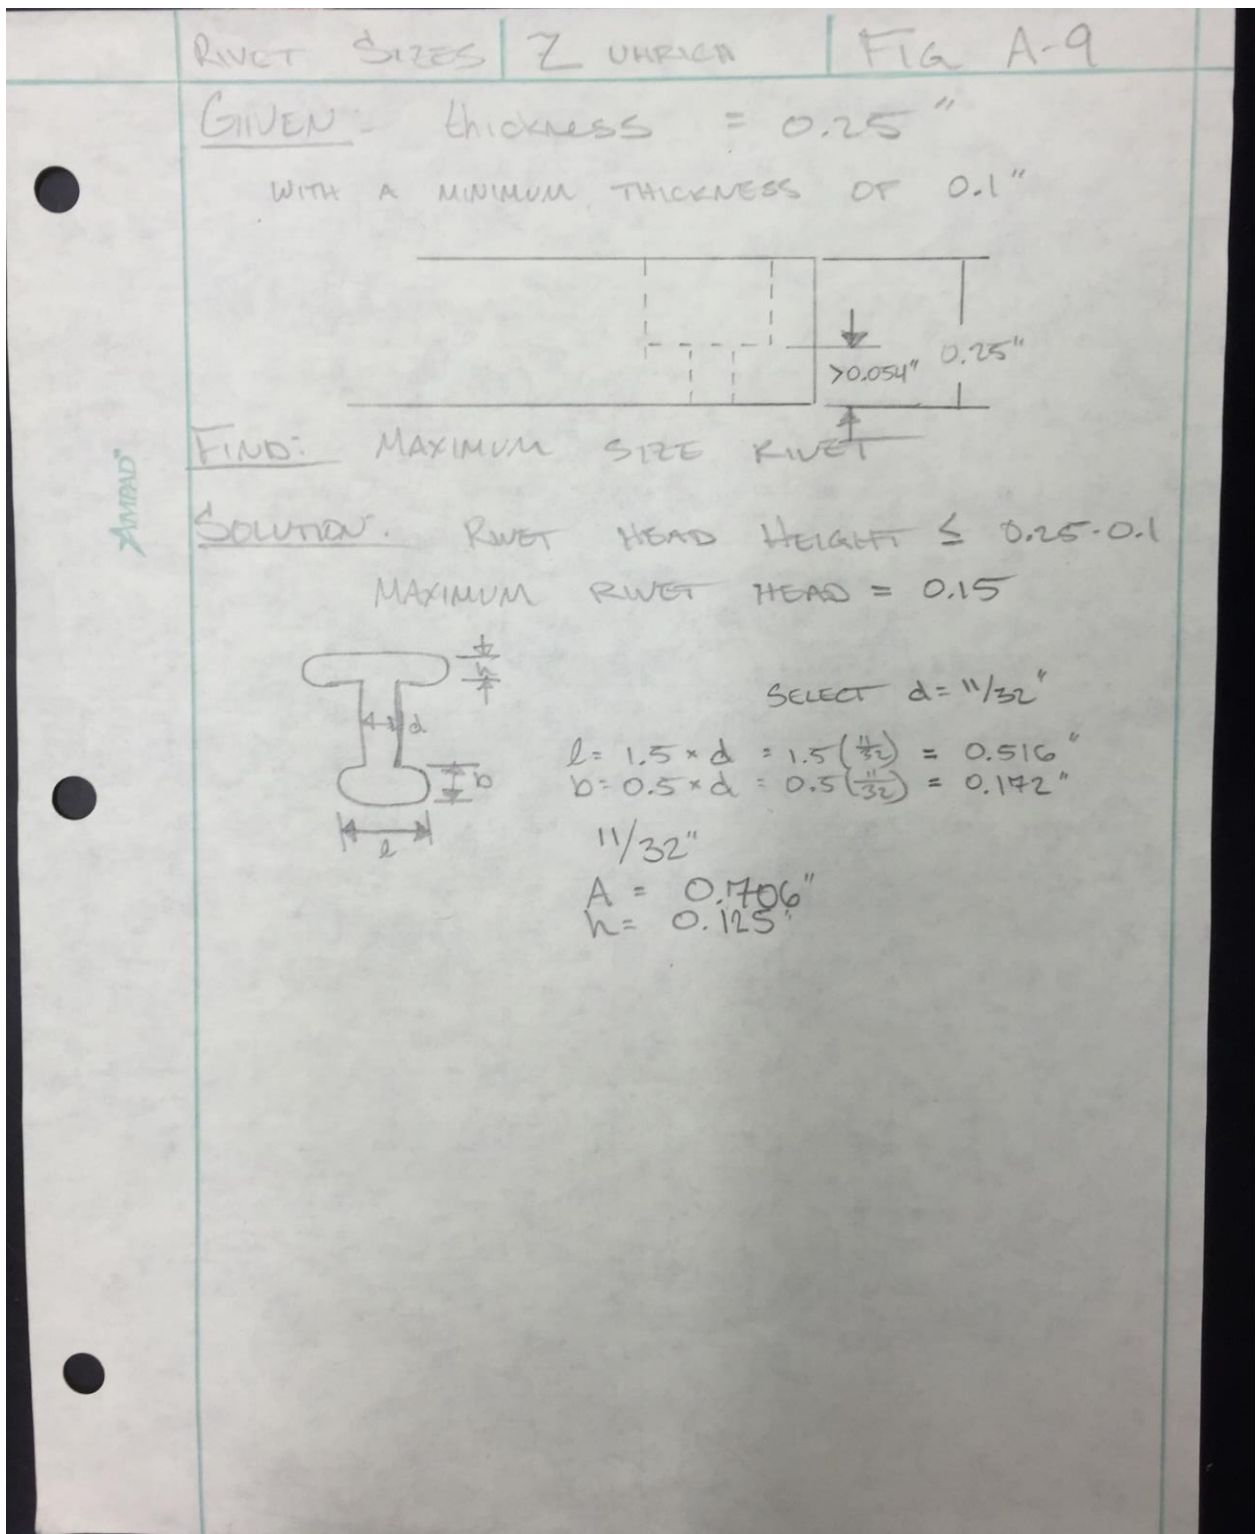 RIVET SIZES | Z UHRICH | FIG A-9
GIVEN: thickness = 0.25"
WITH A MINIMUM THICKNESS OF 0.1"
>0.054" 0.25"
FIND: MAXIMUM SIZE RIVET
AMPAD™
SOLUTION: RIVET HEAD HEIGHT ≤ 0.25-0.1
MAXIMUM RIVET HEAD = 0.15
h
d
b
l
SELECT d= 11/32"
l= 1.5 × d = 1.5(11/32) = 0.516"
b= 0.5 × d = 0.5(11/32) = 0.172"
11/32"
A = 0.706"
h= 0.125"